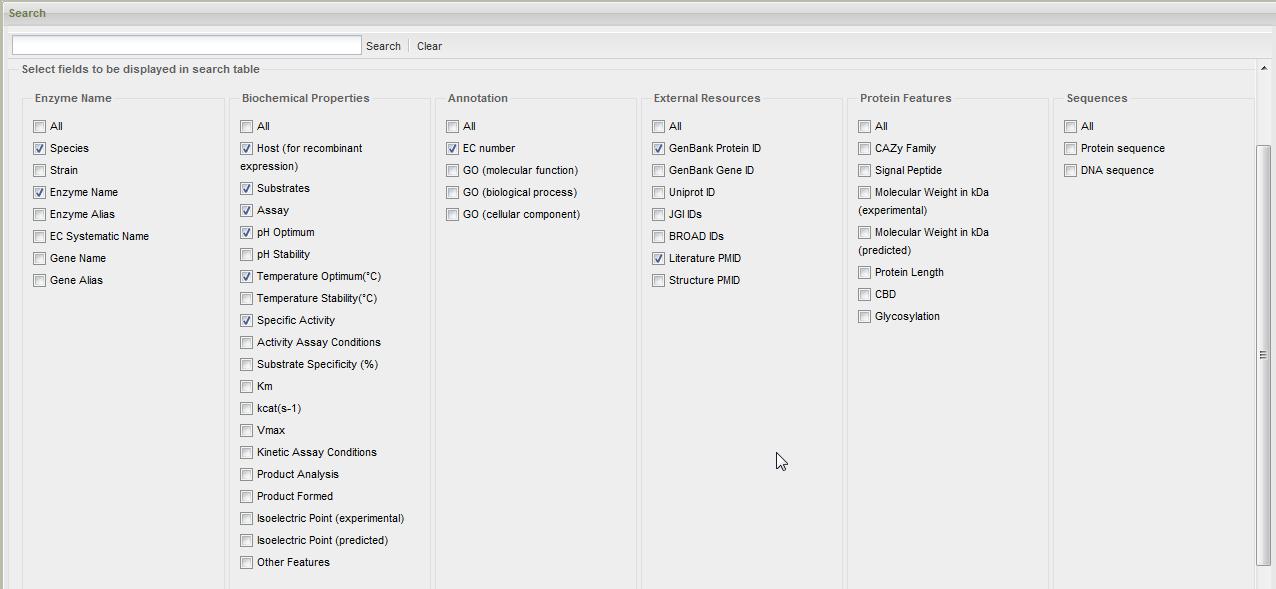 Search
Search Clear
Select fields to be displayed in search table
Enzyme Name
All
Species
Strain
Enzyme Name
Enzyme Alias
EC Systematic Name
Gene Name
Gene Alias
Biochemical Properties
All
Host (for recombinant
expression)
Substrates
Assay
pH Optimum
pH Stability
Temperature Optimum(°C)
Temperature Stability(°C)
Specific Activity
Activity Assay Conditions
Substrate Specificity (%)
Km
kcat(s-1)
Vmax
Kinetic Assay Conditions
Product Analysis
Product Formed
Isoelectric Point (experimental)
Isoelectric Point (predicted)
Other Features
Annotation
All
EC number
GO (molecular function)
GO (biological process)
GO (cellular component)
External Resources
All
GenBank Protein ID
GenBank Gene ID
Uniprot ID
JGI IDs
BROAD IDs
Literature PMID
Structure PMID
Protein Features
All
CAZy Family
Signal Peptide
Molecular Weight in kDa
(experimental)
Molecular Weight in kDa
(predicted)
Protein Length
CBD
Glycosylation
Sequences
All
Protein sequence
DNA sequence